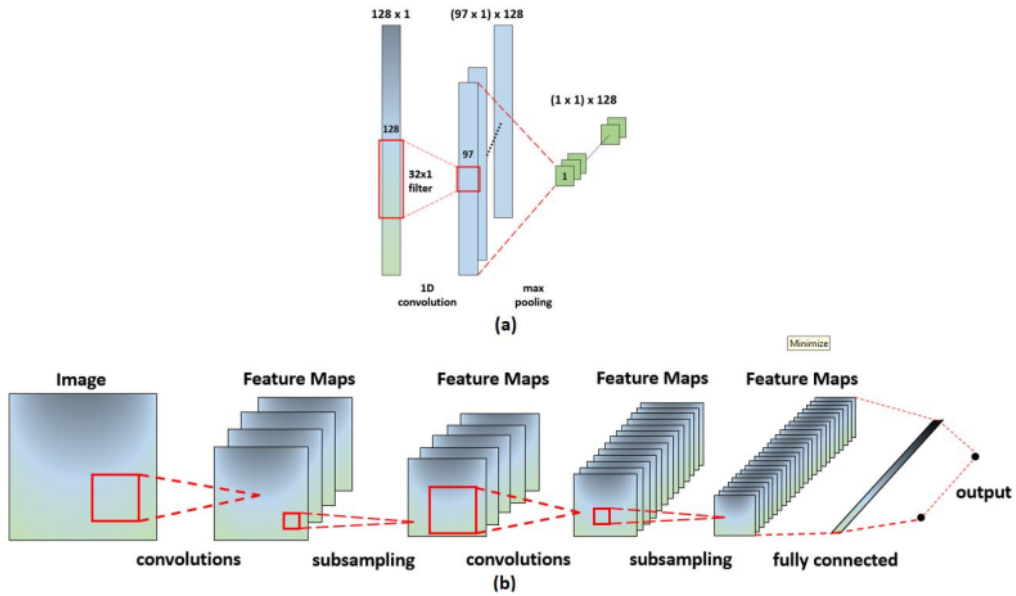 128 x 1
(97 x 1) x 128
(1 x 1) x 128
128
97
32x1
filter
1
1D
convolution
max
pooling
(a)
Minimize
Image
Feature Maps
Feature Maps
Feature Maps
Feature Maps
output
convolutions
subsampling
convolutions
subsampling
fully connected
(b)